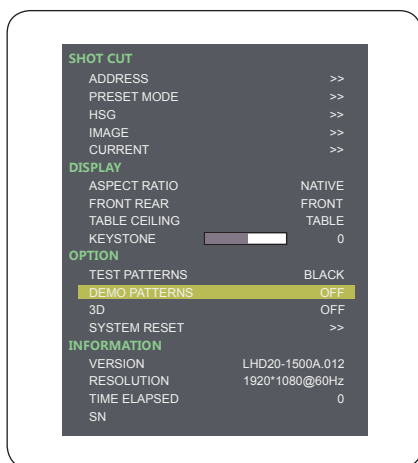 SHOT CUT
ADDRESS >>
PRESET MODE >>
HSG >>
IMAGE >>
CURRENT >>
DISPLAY
ASPECT RATIO NATIVE
FRONT REAR FRONT
TABLE CEILING TABLE
KEYSTONE 0
OPTION
TEST PATTERNS BLACK
DEMO PATTERNS OFF
3D OFF
SYSTEM RESET >>
INFORMATION
VERSION LHD20-1500A.012
RESOLUTION 1920*1080@60Hz
TIME ELAPSED 0
SN